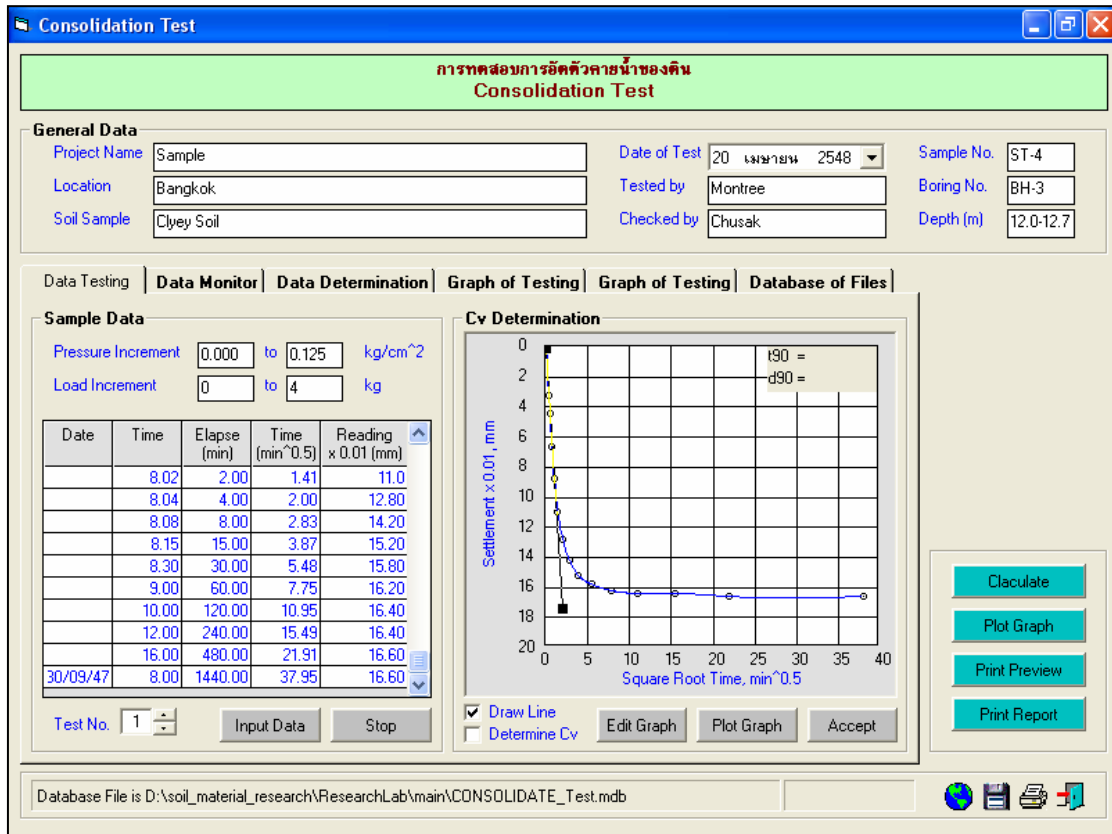 Consolidation Test
การทดสอบการอัดตัวคายน้ำของดิน
Consolidation Test
General Data
Project Name Sample Date of Test 20 เมษายน 2548 Sample No. ST-4
Location Bangkok Tested by Montree Boring No. BH-3
Soil Sample Clyey Soil Checked by Chusak Depth (m) 12.0-12.7
Data Testing Data Monitor Data Determination Graph of Testing Graph of Testing Database of Files
Sample Data
Pressure Increment 0.000 to 0.125 kg/cm^2
Load Increment 0 to 4 kg
Date Time Elapse (min) Time (min^0.5) Reading x 0.01 (mm)
8.02 2.00 1.41 11.0
8.04 4.00 2.00 12.80
8.08 8.00 2.83 14.20
8.15 15.00 3.87 15.20
8.30 30.00 5.48 15.80
9.00 60.00 7.75 16.20
10.00 120.00 10.95 16.40
12.00 240.00 15.49 16.40
16.00 480.00 21.91 16.60
30/09/47 8.00 1440.00 37.95 16.60
Test No. 1 Input Data Stop
Cv Determination
t90 =
d90 =
0
2
4
6
8
10
12
14
16
18
20
Settlement x 0.01, mm
0 5 10 15 20 25 30 35 40
Square Root Time, min^0.5
Draw Line
Determine Cv
Edit Graph Plot Graph Accept
Claculate
Plot Graph
Print Preview
Print Report
Database File is D:\soil_material_research\ResearchLab\main\CONSOLIDATE_Test.mdb